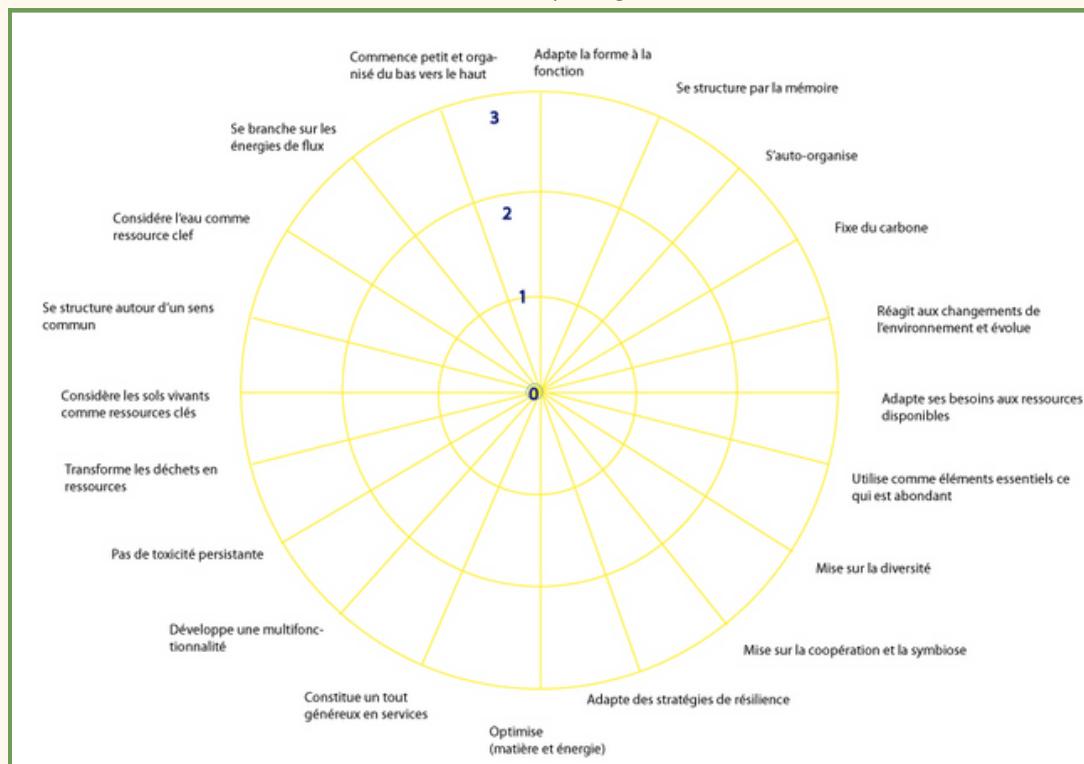 Commence petit et orga-
nisé du bas vers le haut
Adapte la forme à la
fonction
Se structure par la mémoire
S'auto-organise
Fixe du carbone
Réagit aux changements de
l'environnement et évolue
Adapte ses besoins aux ressources
disponibles
Utilise comme éléments essentiels ce
qui est abondant
Mise sur la diversité
Mise sur la coopération et la symbiose
Adapte des stratégies de résilience
Optimise
(matière et énergie)
Constitue un tout
généreux en services
Développe une multifonc-
tionnalité
Pas de toxicité persistante
Transforme les déchets en
ressources
Considère les sols vivants
comme ressources clés
Se structure autour d'un sens
commun
Considére l'eau comme
ressource clef
Se branche sur les
énergies de flux
3
2
1
0